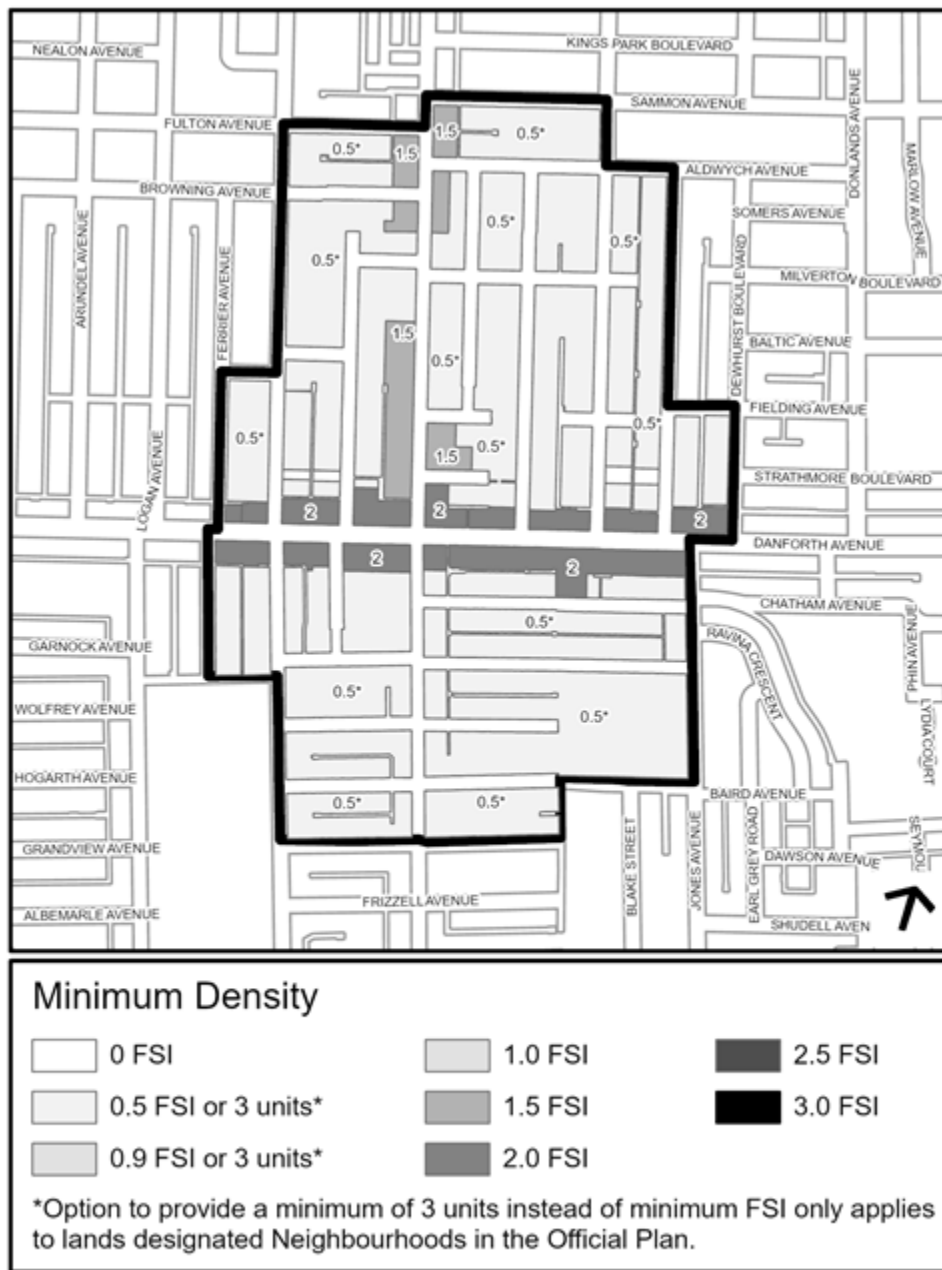 NEALON AVENUE
KINGS PARK BOULEVARD
SAMMON AVENUE
FULTON AVENUE
1.5
0.5*
DONLANDS AVENUE
MARLOW AVENUE
0.5*
1.5
ALDWYCH AVENUE
BROWNING AVENUE
SOMERS AVENUE
0.5*
0.5*
0.5*
ARUNDEL AVENUE
FERRIER AVENUE
DEWHURST BOULEVARD
MILVERTON BOULEVARD
1.5
BALTIC AVENUE
0.5*
FIELDING AVENUE
0.5*
0.5*
0.5*
1.5
LOGAN AVENUE
STRATHMORE BOULEVARD
2
2
2
DANFORTH AVENUE
2
2
CHATHAM AVENUE
0.5*
GARNOCK AVENUE
RAVINA CRESCENT
PHIN AVENUE
0.5*
WOLFREY AVENUE
0.5*
LYDIA COURT
HOGARTH AVENUE
0.5*
0.5*
BAIRD AVENUE
GRANDVIEW AVENUE
BLAKE STREET
JONES AVENUE
EARL GREY ROAD
DAWSON AVENUE
SEYMOU
FRIZZELL AVENUE
ALBEMARLE AVENUE
SHUDELL AVEN
Minimum Density
0 FSI
0.5 FSI or 3 units*
0.9 FSI or 3 units*
1.0 FSI
1.5 FSI
2.0 FSI
2.5 FSI
3.0 FSI
*Option to provide a minimum of 3 units instead of minimum FSI only applies
to lands designated Neighbourhoods in the Official Plan.